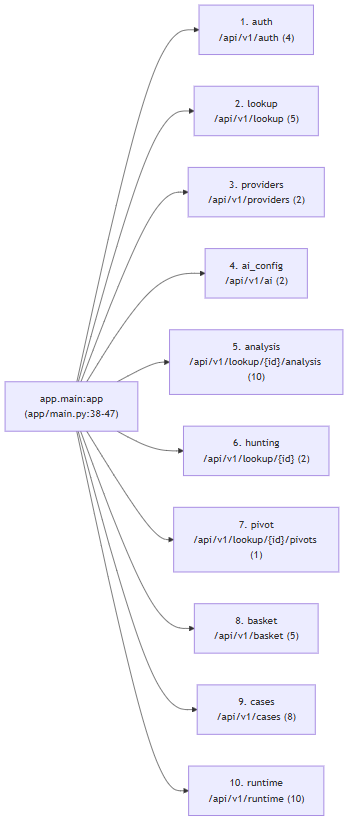 1. auth
/api/v1/auth (4)
2. lookup
/api/v1/lookup (5)
3. providers
/api/v1/providers (2)
4. ai_config
/api/v1/ai (2)
5. analysis
/api/v1/lookup/{id}/analysis
(10)
app.main:app
(app/main.py:38-47)
6. hunting
/api/v1/lookup/{id} (2)
7. pivot
/api/v1/lookup/{id}/pivots
(1)
8. basket
/api/v1/basket (5)
9. cases
/api/v1/cases (8)
10. runtime
/api/v1/runtime (10)